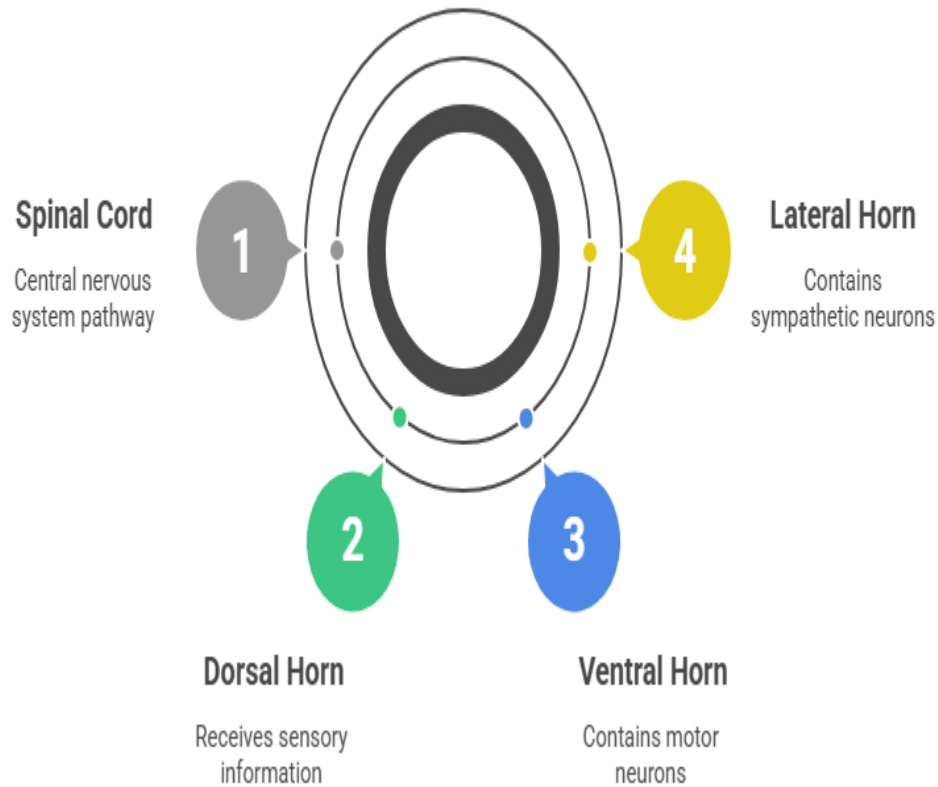 1
Spinal Cord
Central nervous
system pathway
2
Dorsal Horn
Receives sensory
information
3
Ventral Horn
Contains motor
neurons
4
Lateral Horn
Contains
sympathetic neurons